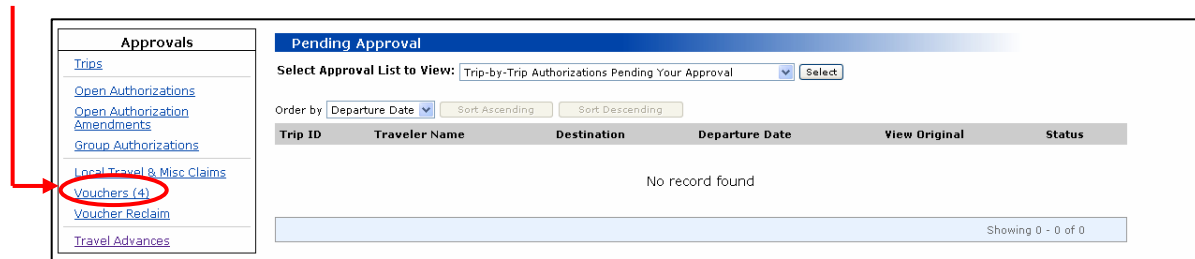 Approvals
Trips
Open Authorizations
Open Authorization
Amendments
Group Authorizations
Local Travel & Misc Claims
Vouchers (4)
Voucher Reclaim
Travel Advances
Pending Approval
Select Approval List to View: Trip-by-Trip Authorizations Pending Your Approval Select
Order by Departure Date Sort Ascending Sort Descending
Trip ID Traveler Name Destination Departure Date View Original Status
No record found
Showing 0 - 0 of 0